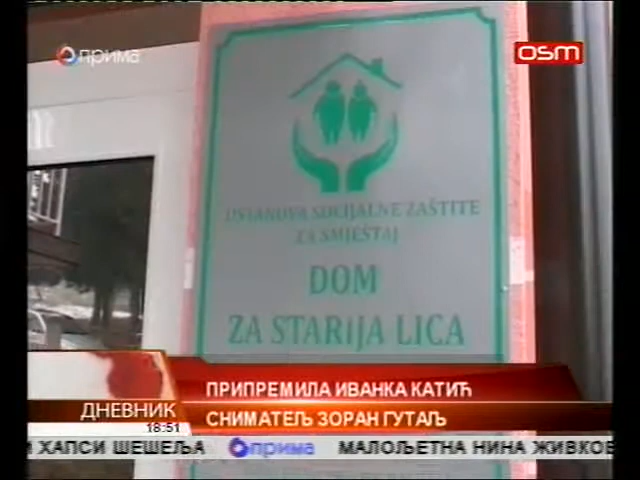 прима
OSM
USTANOVA SOCIJALNE ZAŠTITE
ZA SMJEŠTAJ
DOM
ZA STARIJA LICA
ПРИПРЕМИЛА ИВАНКА КАТИЋ
ДНЕВНИК
СНИМАТЕЉ ЗОРАН ГУТАЉ
18:51
И ХАПСИ ШЕШЕЉА прима МАЛОЉЕТНА НИНА ЖИВКОВ